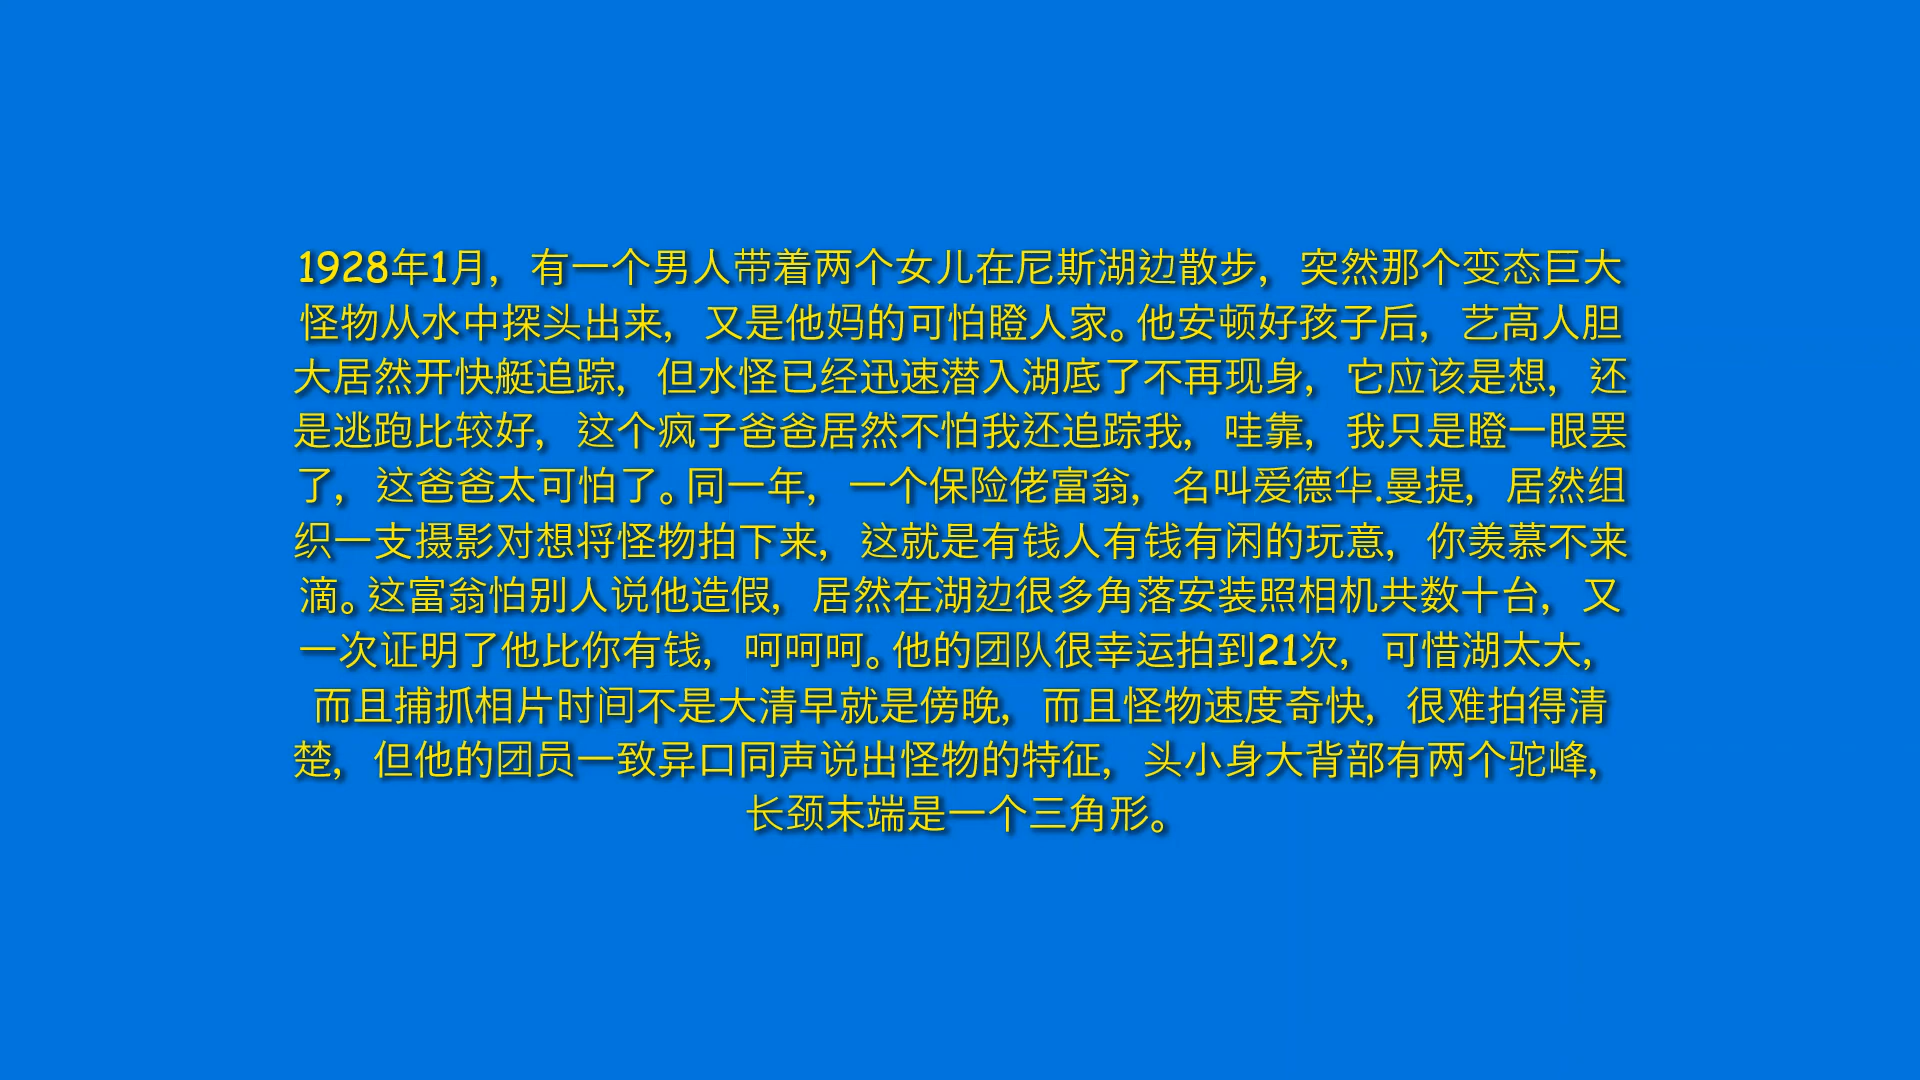 1928年1月，有一个男人带着两个女儿在尼斯湖边散步，突然那个变态巨大
怪物从水中探头出来，又是他妈的可怕瞪人家。他安顿好孩子后，艺高人胆
大居然开快艇追踪，但水怪已经迅速潜入湖底了不再现身，它应该是想，还
是逃跑比较好，这个疯子爸爸居然不怕我还追踪我，哇靠，我只是瞪一眼罢
了，这爸爸太可怕了。同一年，一个保险佬富翁，名叫爱德华.曼提，居然组
织一支摄影对想将怪物拍下来，这就是有钱人有钱有闲的玩意，你羡慕不来
滴。这富翁怕别人说他造假，居然在湖边很多角落安装照相机共数十台，又
一次证明了他比你有钱，呵呵呵。他的团队很幸运拍到21次，可惜湖太大，
而且捕抓相片时间不是大清早就是傍晚，而且怪物速度奇快，很难拍得清
楚，但他的团员一致异口同声说出怪物的特征，头小身大背部有两个驼峰，
长颈末端是一个三角形。